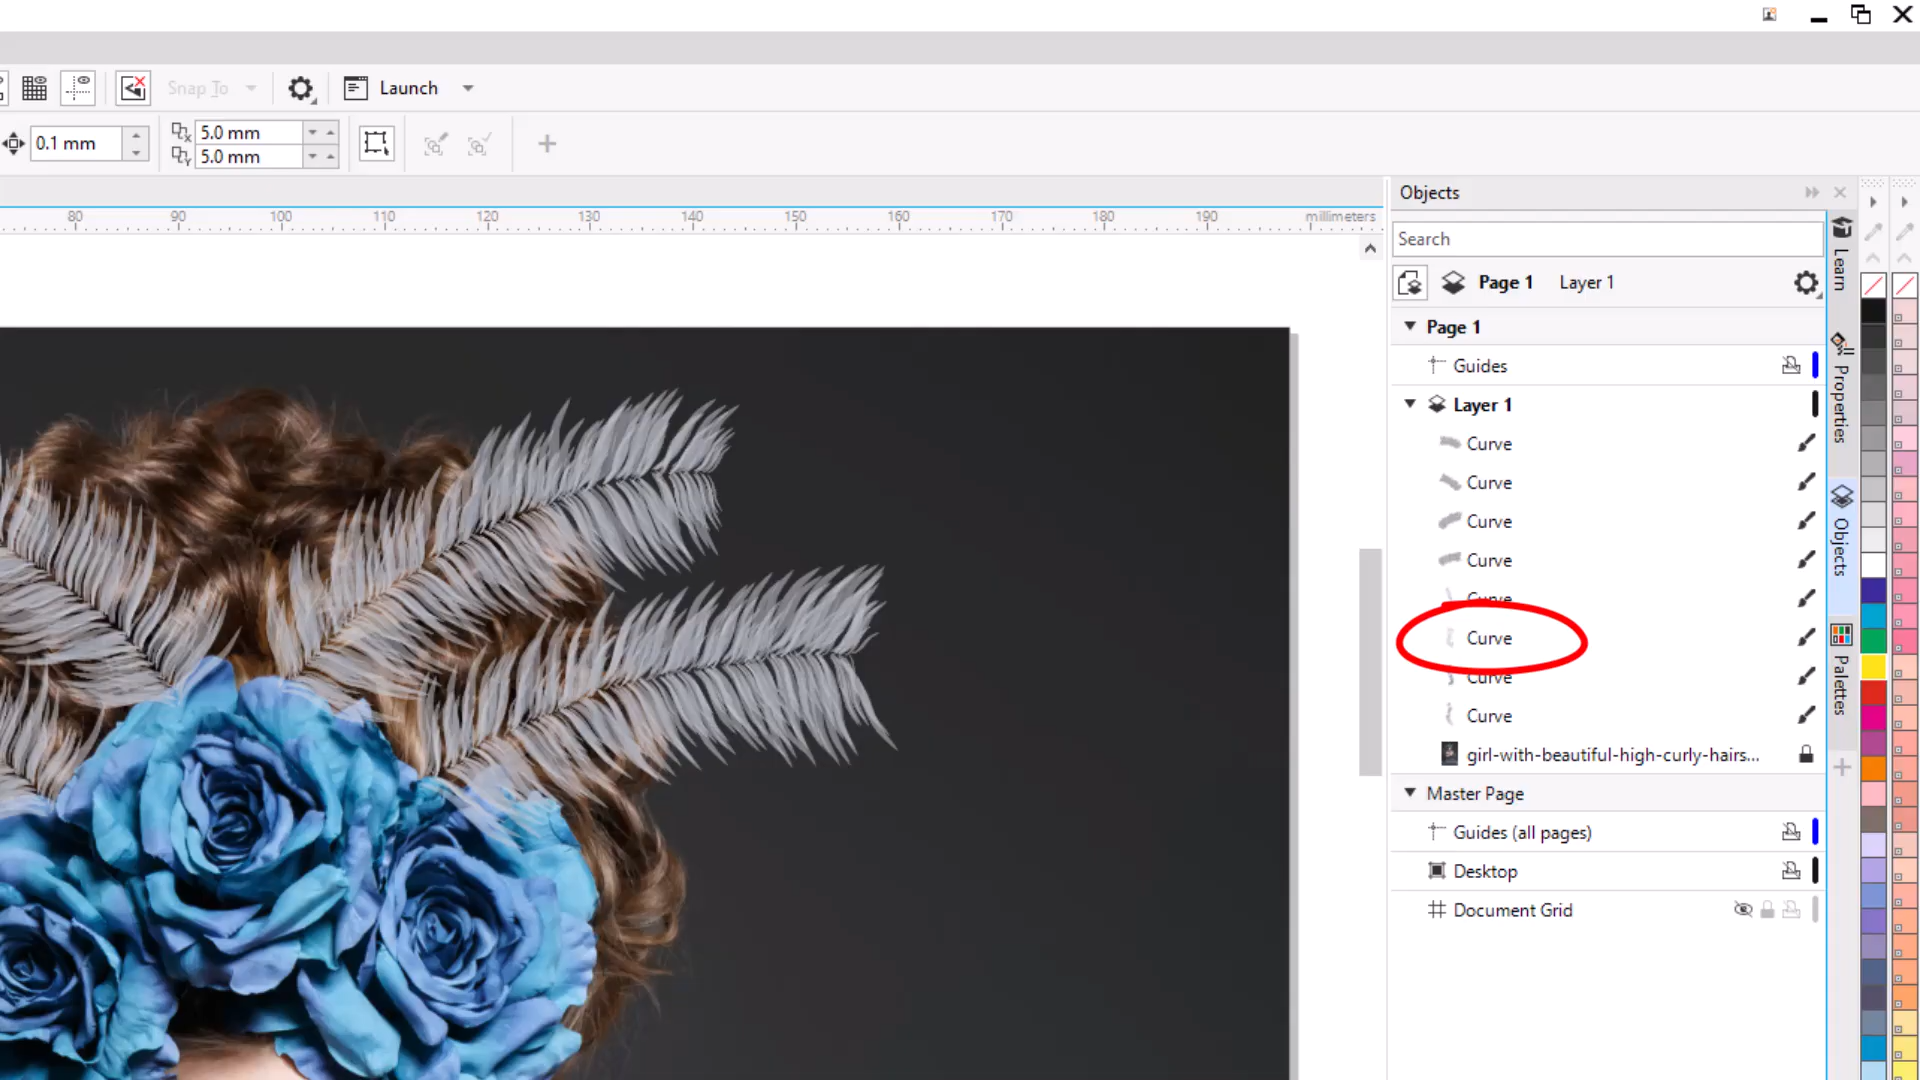 Snap To
Launch
0.1 mm
5.0 mm
5.0 mm
80 90 100 110 120 130 140 150 160 170 180 190 millimeters
Objects
Search
Page 1 Layer 1
Page 1
Guides
Layer 1
Curve
Curve
Curve
Curve
Curve
Curve
Curve
Curve
girl-with-beautiful-high-curly-hairs...
Master Page
Guides (all pages)
Desktop
Document Grid
Learn
Properties
Objects
Palettes